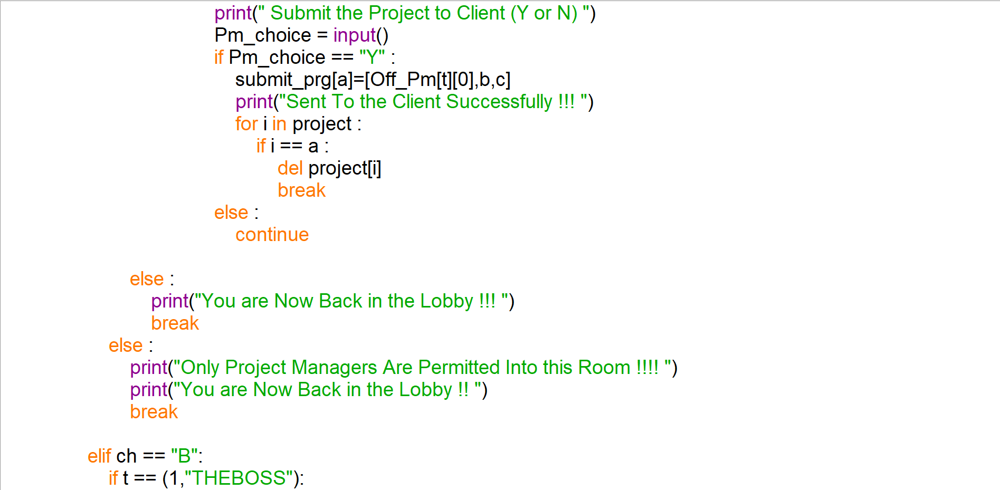 print(" Submit the Project to Client (Y or N) ")
Pm_choice = input()
if Pm_choice == "Y" :
submit_prg[a]=[Off_Pm[t][0],b,c]
print("Sent To the Client Successfully !!! ")
for i in project :
if i == a :
del project[i]
break
else :
continue
else :
print("You are Now Back in the Lobby !!! ")
break
else :
print("Only Project Managers Are Permitted Into this Room !!!! ")
print("You are Now Back in the Lobby !! ")
break
elif ch == "B":
if t == (1,"THEBOSS"):